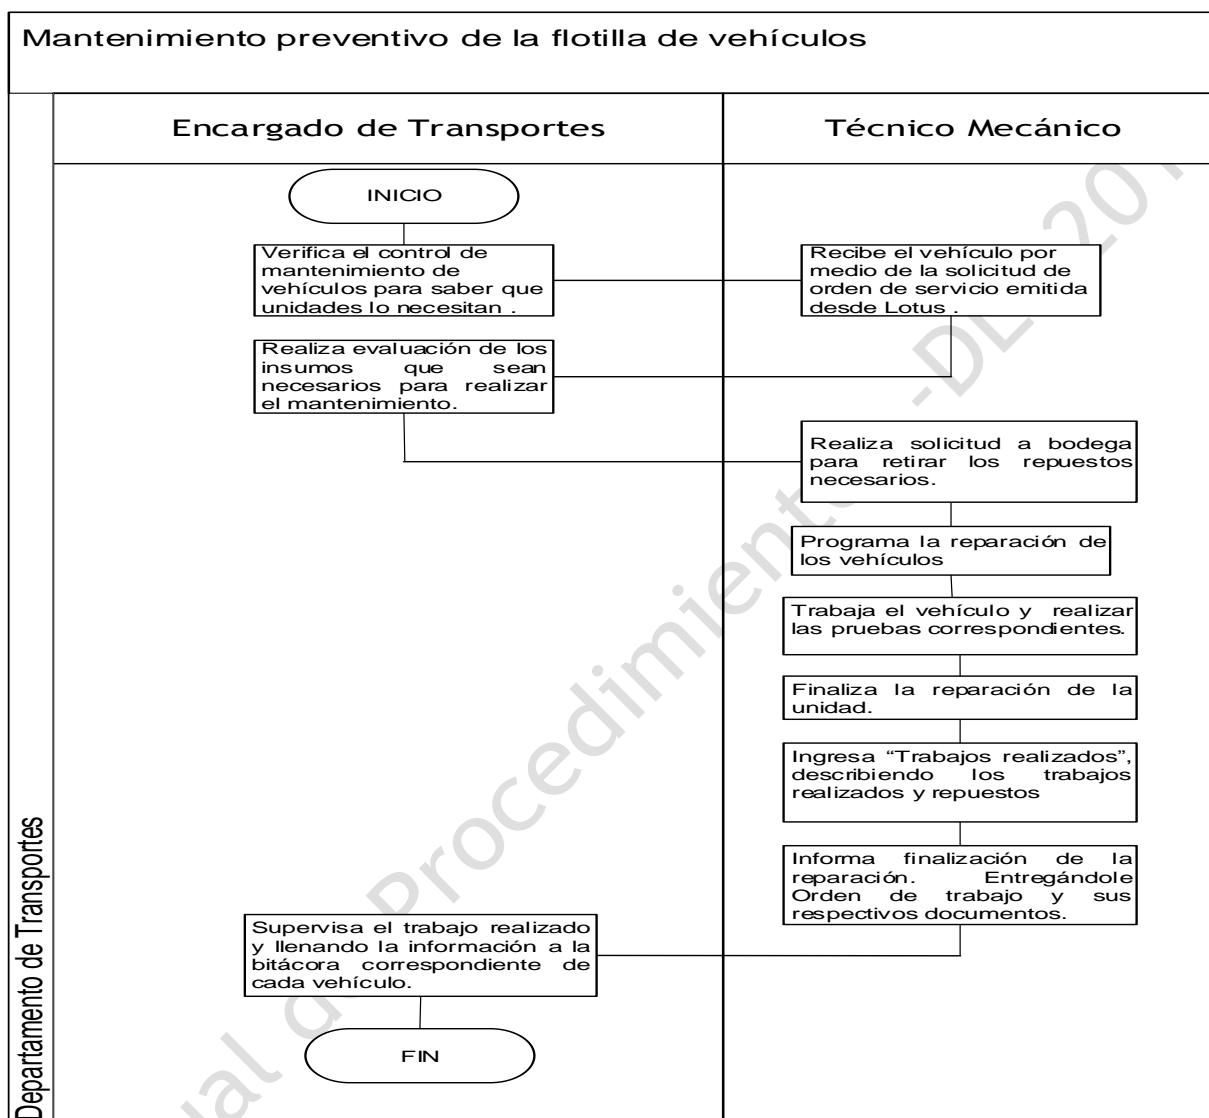 Mantenimiento preventivo de la flotilla de vehículos
Encargado de Transportes
Técnico Mecánico
INICIO
Verifica el control de
mantenimiento de
vehículos para saber que
unidades lo necesitan .
Recibe el vehículo por
medio de la solicitud de
orden de servicio emitida
desde Lotus .
Realiza evaluación de los
insumos que sean
necesarios para realizar
el mantenimiento.
Realiza solicitud a bodega
para retirar los repuestos
necesarios.
Programa la reparación de
los vehículos
Trabaja el vehículo y realizar
las pruebas correspondientes.
Finaliza la reparación de la
unidad.
Ingresa “Trabajos realizados”,
describiendo los trabajos
realizados y repuestos
Informa finalización de la
reparación. Entregándole
Orden de trabajo y sus
respectivos documentos.
Supervisa el trabajo realizado
y llenando la información a la
bitácora correspondiente de
cada vehículo.
FIN
Departamento de Transportes